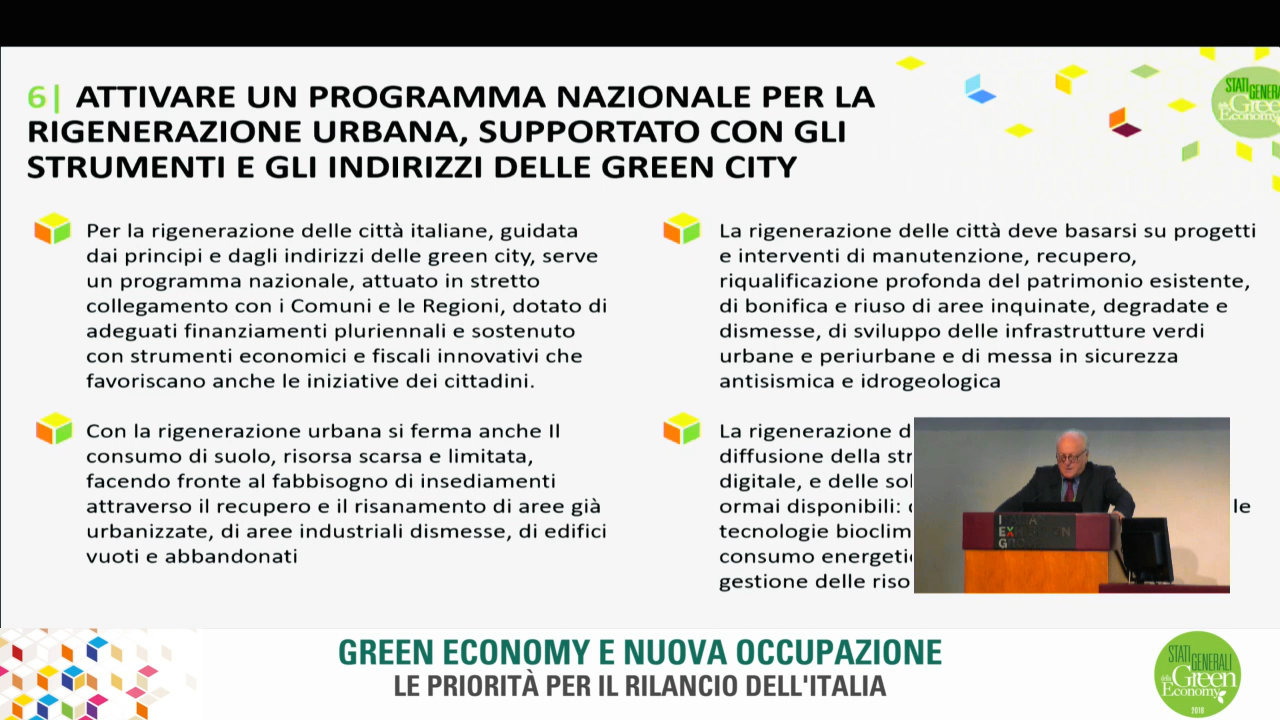 6| ATTIVARE UN PROGRAMMA NAZIONALE PER LA
RIGENERAZIONE URBANA, SUPPORTATO CON GLI
STRUMENTI E GLI INDIRIZZI DELLE GREEN CITY
STATI
GENERA
della Green
Economy
Per la rigenerazione delle città italiane, guidata
dai principi e dagli indirizzi delle green city, serve
un programma nazionale, attuato in stretto
collegamento con i Comuni e le Regioni, dotato di
adeguati finanziamenti pluriennali e sostenuto
con strumenti economici e fiscali innovativi che
favoriscano anche le iniziative dei cittadini.
Con la rigenerazione urbana si ferma anche Il
consumo di suolo, risorsa scarsa e limitata,
facendo fronte al fabbisogno di insediamenti
attraverso il recupero e il risanamento di aree già
urbanizzate, di aree industriali dismesse, di edifici
vuoti e abbandonati
La rigenerazione delle città deve basarsi su progetti
e interventi di manutenzione, recupero,
riqualificazione profonda del patrimonio esistente,
di bonifica e riuso di aree inquinate, degradate e
dismesse, di sviluppo delle infrastrutture verdi
urbane e periurbane e di messa in sicurezza
antisismica e idrogeologica
La rigenerazione d
diffusione della str
digitale, e delle sol
ormai disponibili: le
tecnologie bioclim
consumo energeti
gestione delle riso
GREEN ECONOMY E NUOVA OCCUPAZIONE
LE PRIORITÀ PER IL RILANCIO DELL'ITALIA
STATI
GENERALI
della Green
Economy
2018